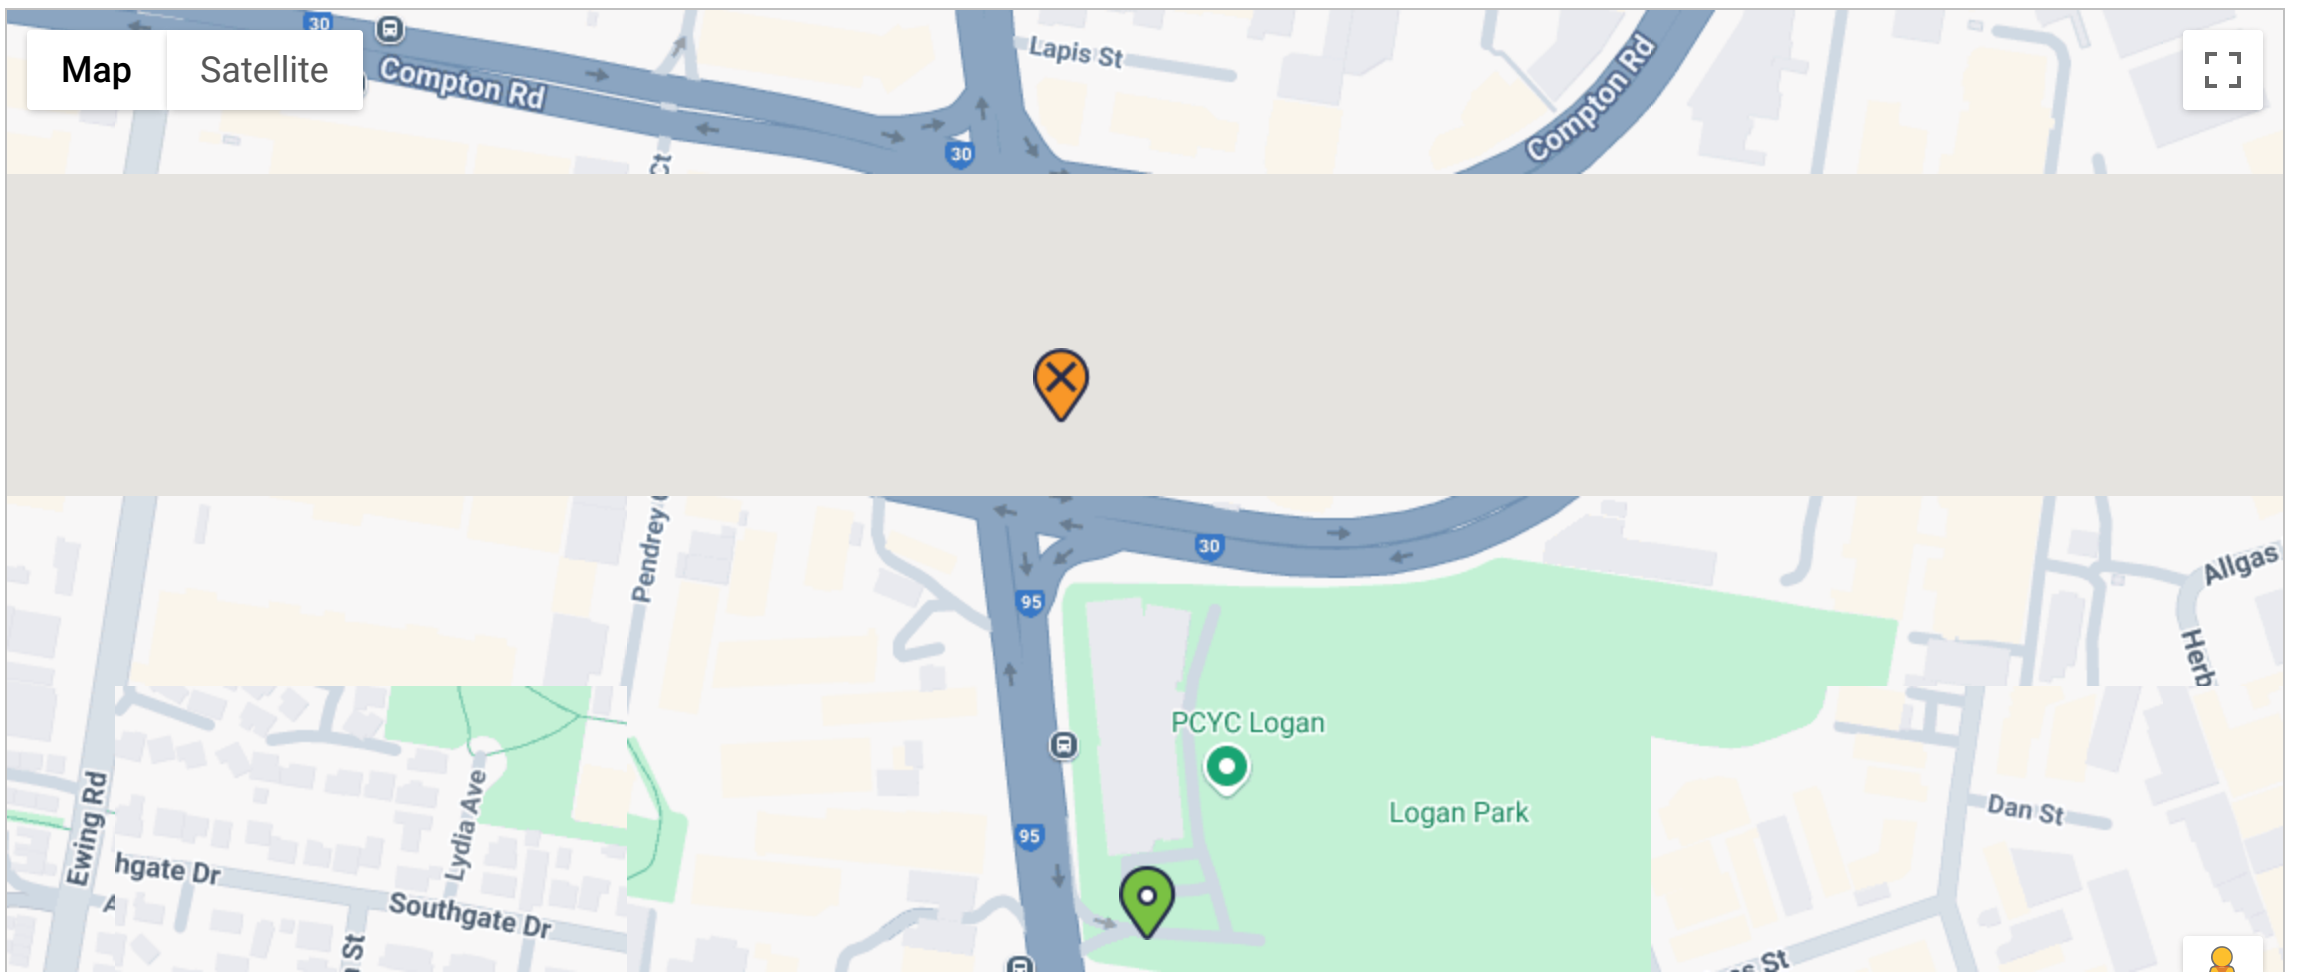 30
Map
Satellite
Compton Rd
Lapis St
Compton Rd
30
Ct
Pendrey
30
95
Allgas
Herb
PCYC Logan
Logan Park
Dan St
Ewing Rd
Lydia Ave
95
hgate Dr
Southgate Dr
St
St